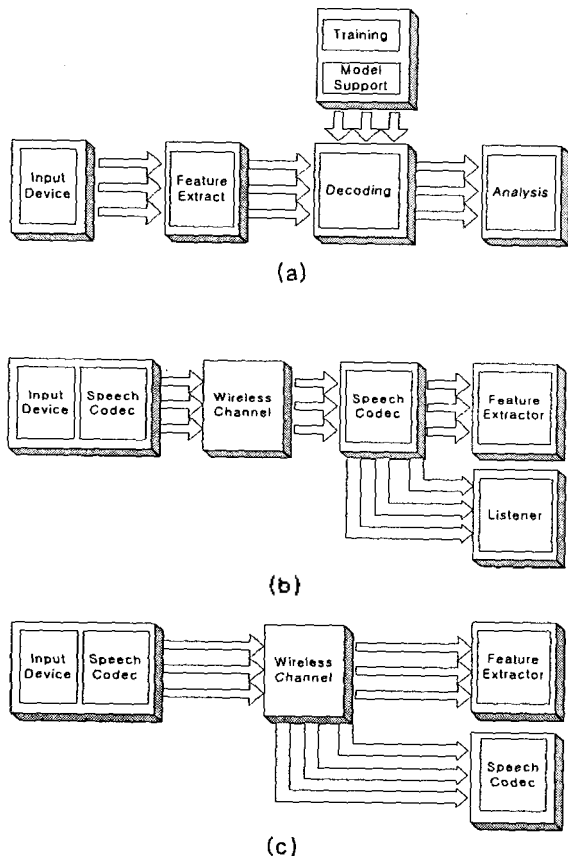 Training
Model
Support
Input
Device
Feature
Extract
Decoding
Analysis
(a)
Input
Device
Speech
Codec
Wireless
Channel
Speech
Codec
Feature
Extractor
Listener
(b)
Input
Device
Speech
Codec
Wireless
Channel
Feature
Extractor
Speech
Codec
(c)